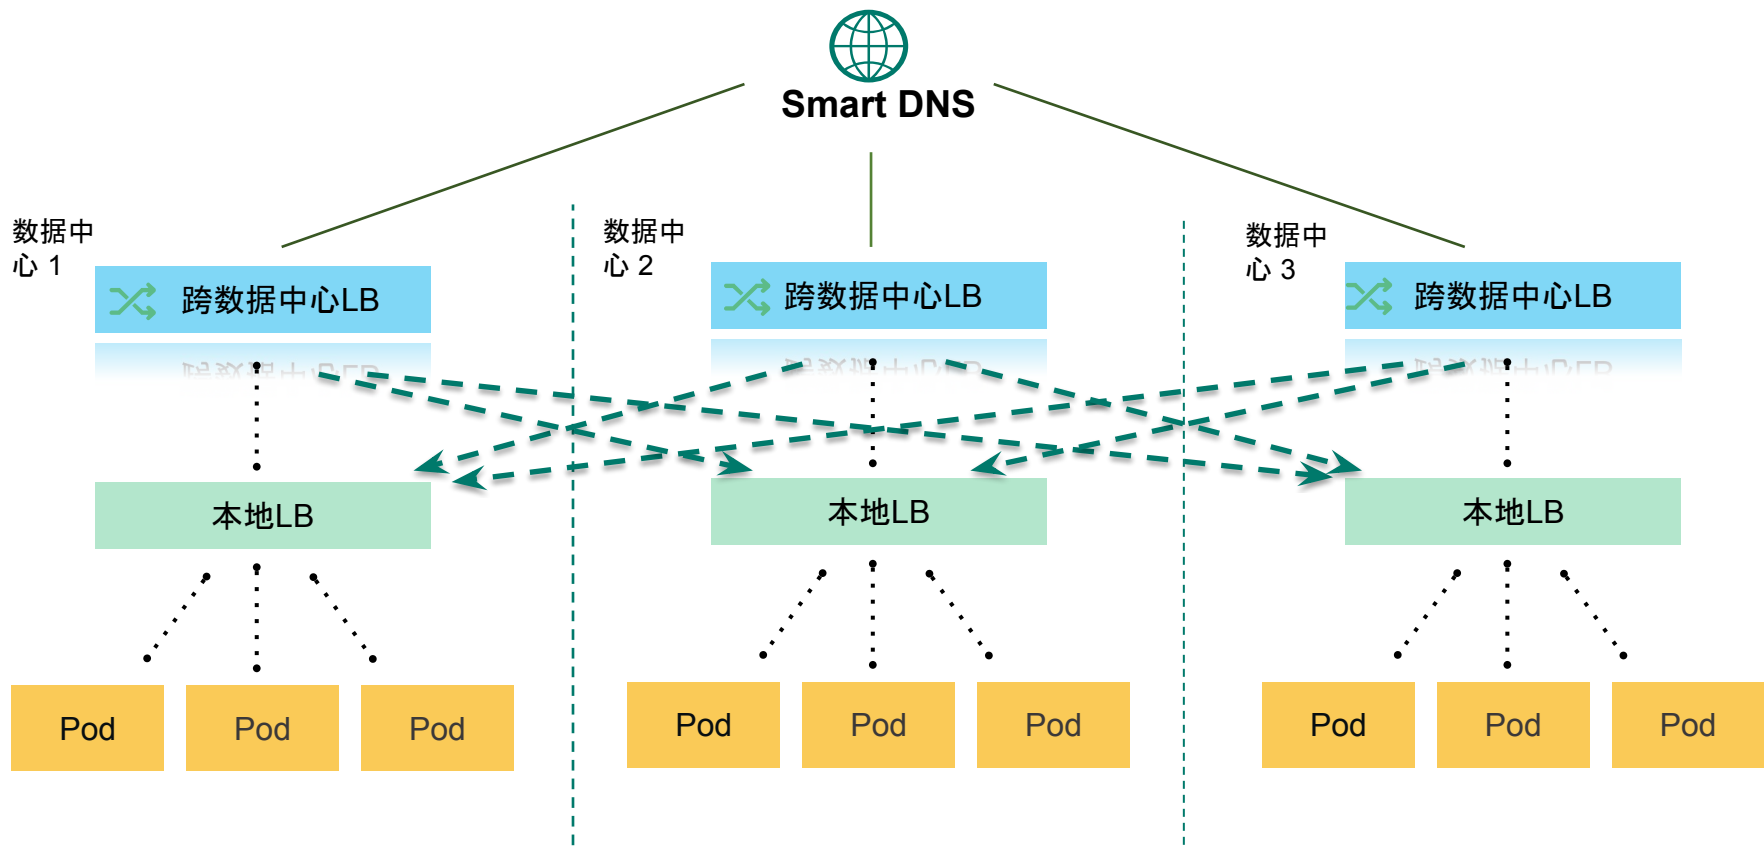 Smart DNS
数据中
心 1
数据中
心 2
数据中
心 3
跨数据中心LB
跨数据中心LB
跨数据中心LB
本地LB
本地LB
本地LB
Pod
Pod
Pod
Pod
Pod
Pod
Pod
Pod
Pod